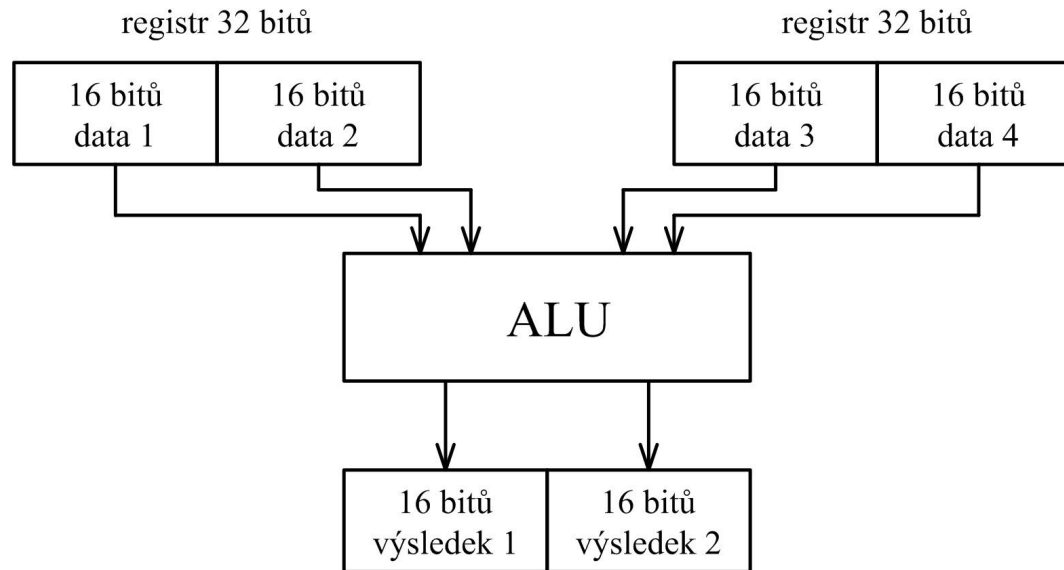 registr 32 bitů
registr 32 bitů
16 bitů
data 1
16 bitů
data 2
16 bitů
data 3
16 bitů
data 4
ALU
16 bitů
výsledek 1
16 bitů
výsledek 2